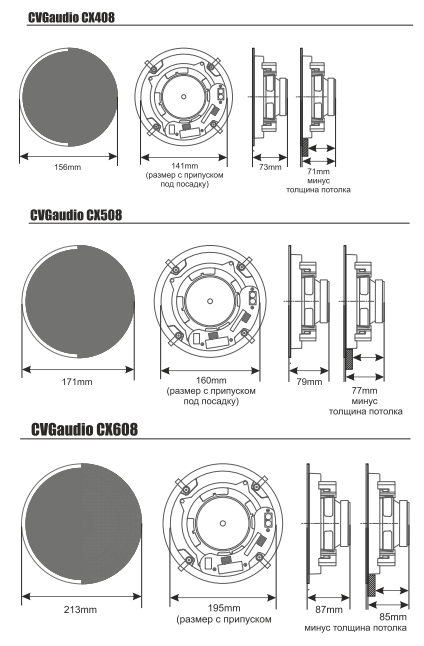 CVGaudio CX408
156mm
141mm
(размер с припуском
под посадку)
73mm
71mm
минус
толщина потолка
CVGaudio CX508
171mm
160mm
(размер с припуском
под посадку)
79mm
77mm
минус
толщина потолка
CVGaudio CX608
213mm
195mm
(размер с припуском
87mm
85mm
минус толщина потолка